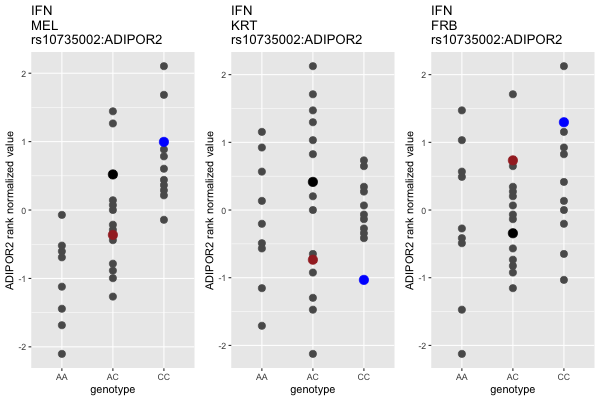 IFN
MEL
rs10735002:ADIPOR2
ADIPOR2 rank normalized value
2
1
0
-1
-2
AA AC CC
genotype
IFN
KRT
rs10735002:ADIPOR2
ADIPOR2 rank normalized value
2
1
0
-1
-2
AA AC CC
genotype
IFN
FRB
rs10735002:ADIPOR2
ADIPOR2 rank normalized value
2
1
0
-1
-2
AA AC CC
genotype